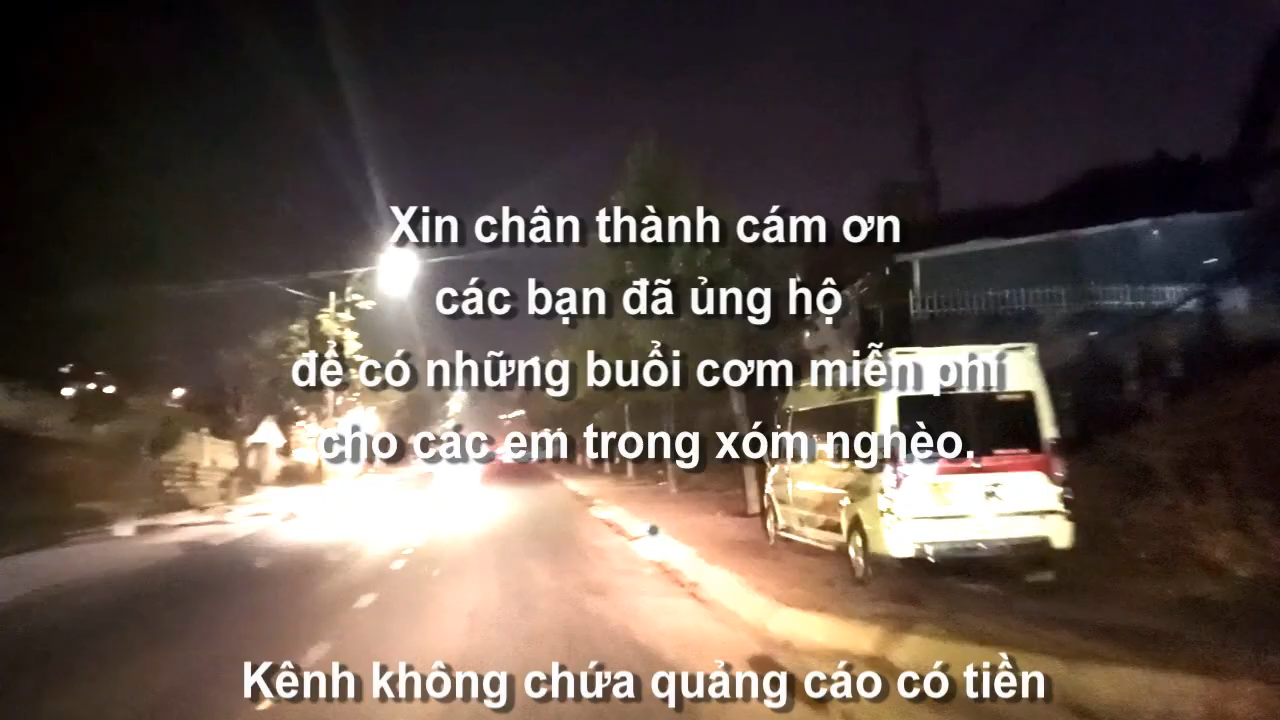 Xin chân thành cám ơn
các bạn đã ủng hộ
để có những buổi cơm miễn phí
cho các em trong xóm nghèo.
Kênh không chứa quảng cáo có tiền